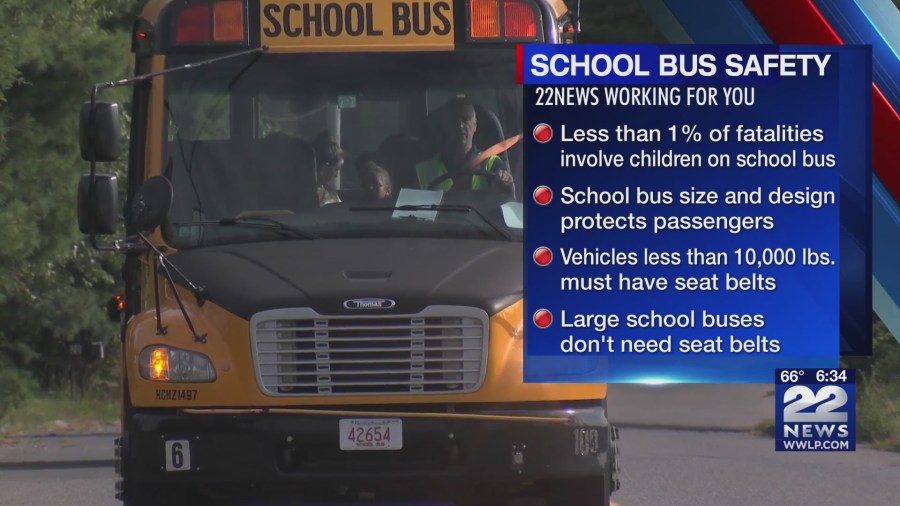 SCHOOL BUS
SCHOOL BUS SAFETY
22NEWS WORKING FOR YOU
Less than 1% of fatalities
involve children on school bus
School bus size and design
protects passengers
Vehicles less than 10,000 lbs.
must have seat belts
Large school buses
don't need seat belts
Thomas
42654
SCHOOL BUS
6
66° 6:34
22
NEWS
WWLP.COM